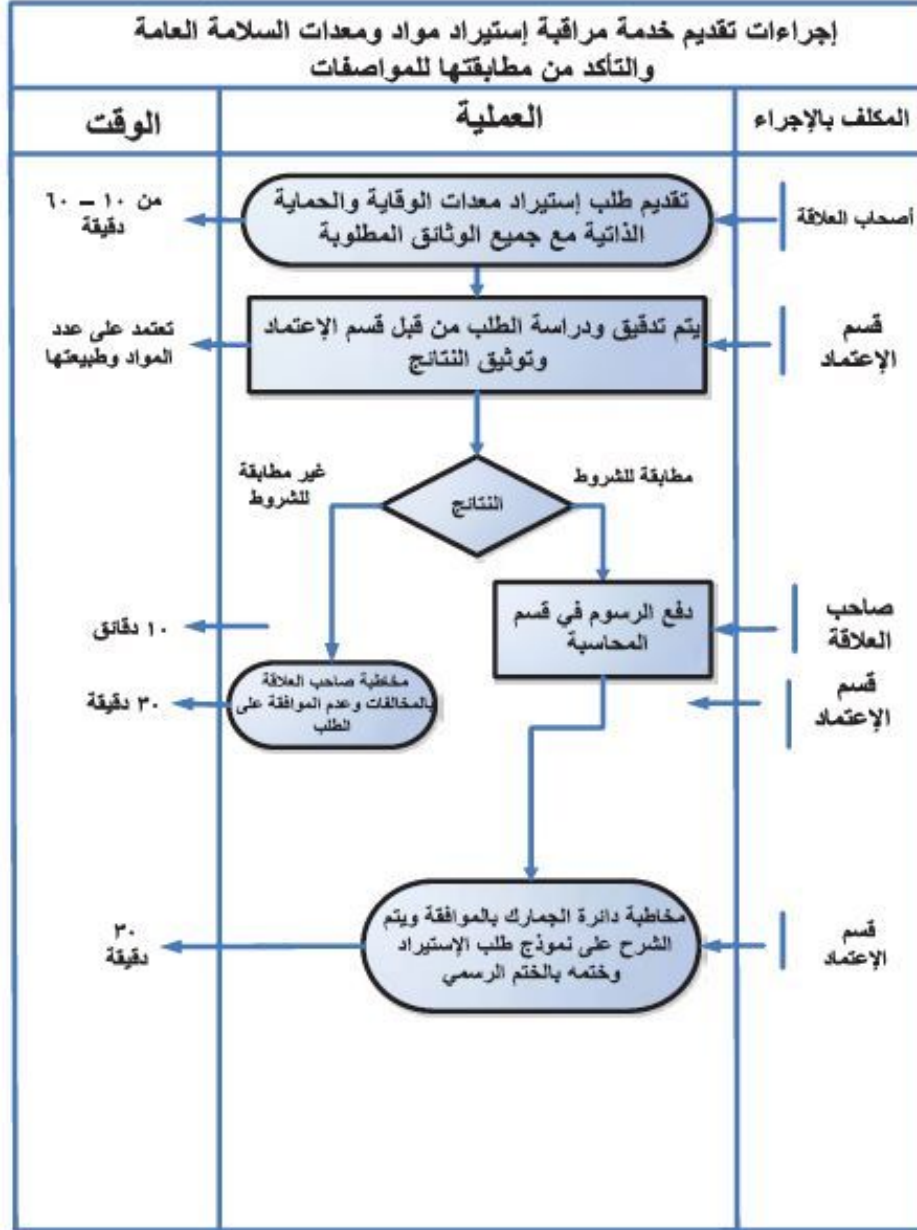 إجراءات تقديم خدمة مراقبة إستيراد مواد ومعدات السلامة العامة
والتأكد من مطابقتها للمواصفات
المكلف بالإجراء
العملية
الوقت
أصحاب العلاقة
تقديم طلب إستيراد معدات الوقاية والحماية
الذاتية مع جميع الوثائق المطلوبة
من ١٠ – ٦٠
دقيقة
قسم
الإعتماد
يتم تدقيق ودراسة الطلب من قبل قسم الإعتماد
وتوثيق النتائج
تعتمد على عدد
المواد وطبيعتها
النتائج
مطابقة للشروط
غير مطابقة
للشروط
صاحب
العلاقة
دفع الرسوم في قسم
المحاسبة
١٠ دقائق
قسم
الإعتماد
مخاطبة صاحب العلاقة
بالمخالفات وعدم الموافقة على
الطلب
٣٠ دقيقة
قسم
الإعتماد
مخاطبة دائرة الجمارك بالموافقة ويتم
الشرح على نموذج طلب الإستيراد
وختمه بالختم الرسمي
٣٠
دقيقة